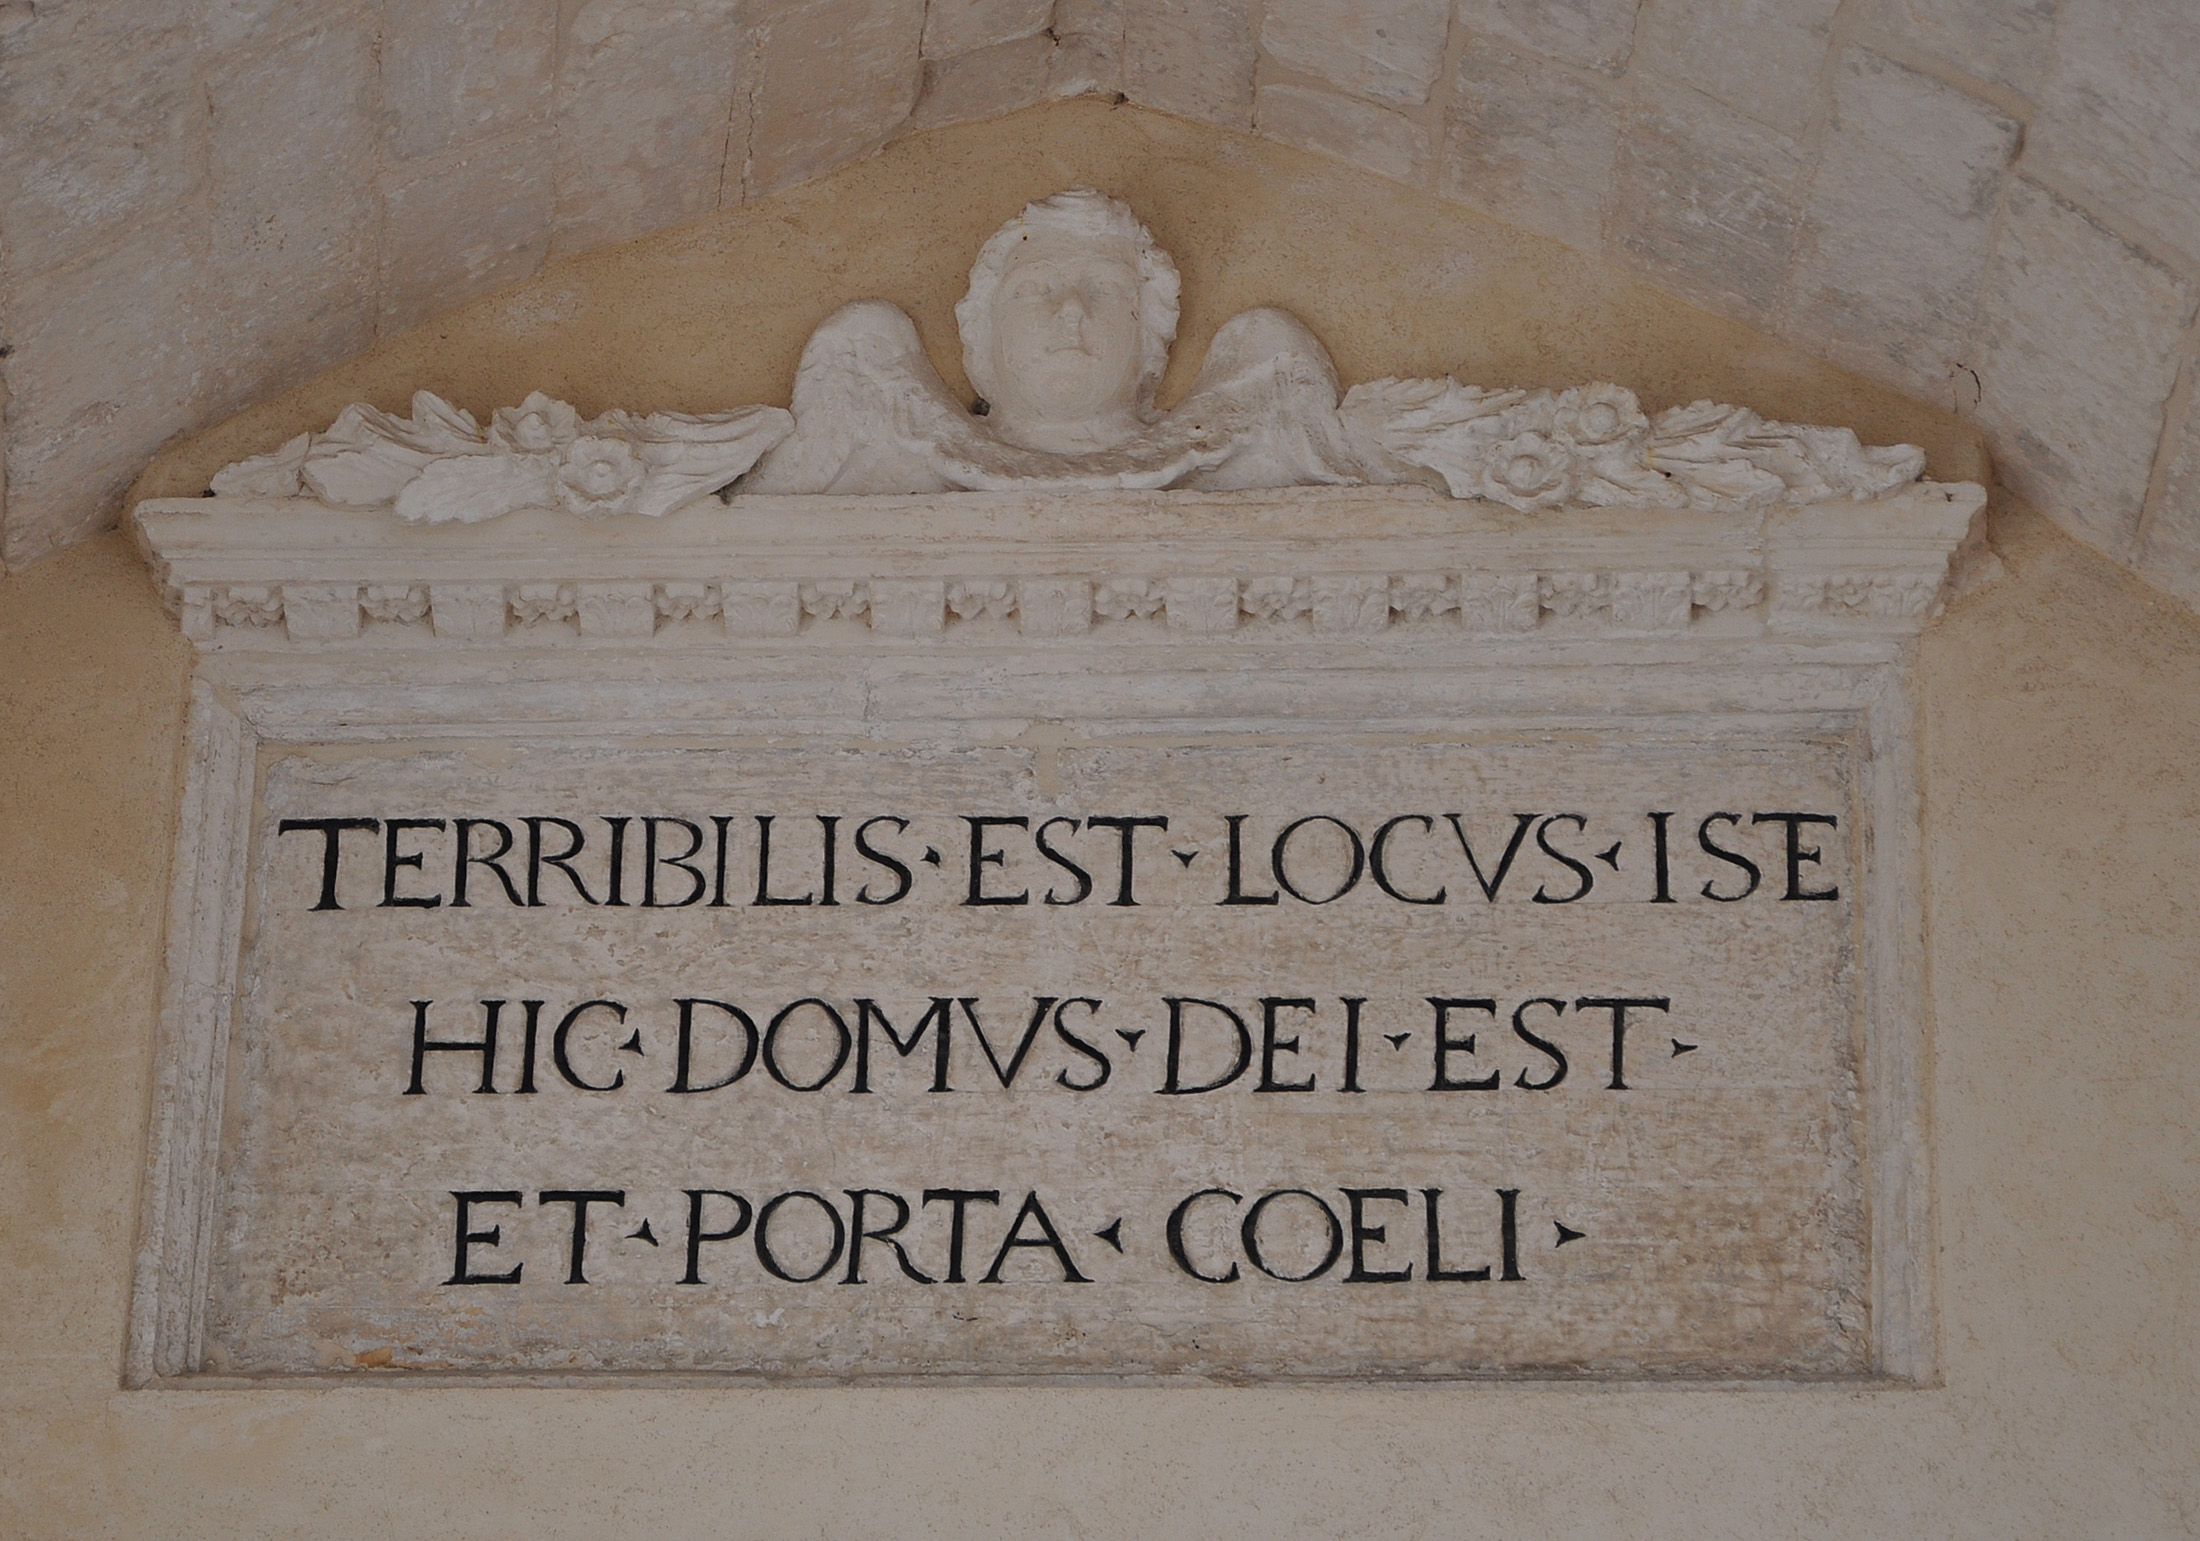 TERRIBILIS · EST · LOCVS · ISTE
HIC · DOMVS · DEI · EST ·
ET · PORTA · COELI ·